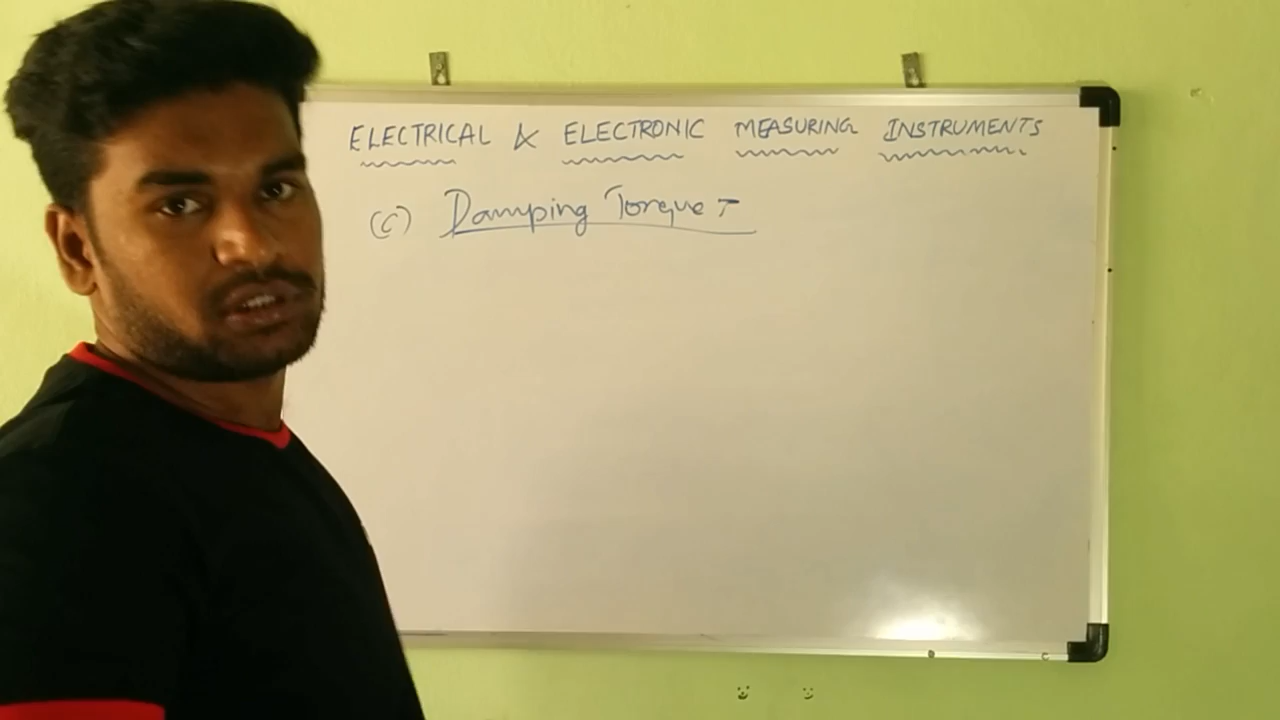 ELECTRICAL & ELECTRONIC MEASURING INSTRUMENTS
(C) Damping Torque :-